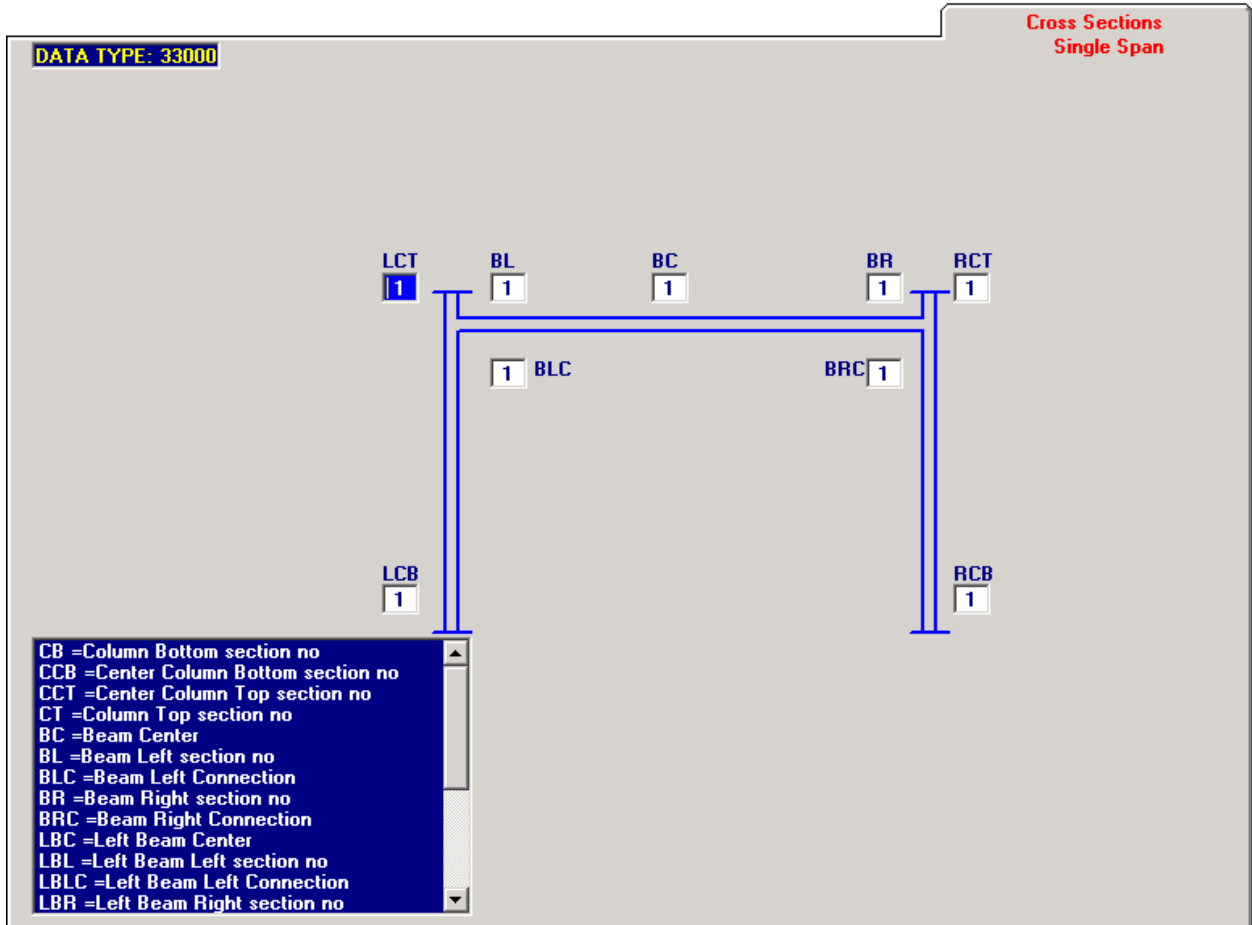 Cross Sections
Single Span
DATA TYPE: 33000
LCT BL BC BR RCT
1 1 1 1 1
1 BLC BRC 1
LCB RCB
1 1
CB =Column Bottom section no
CCB =Center Column Bottom section no
CCT =Center Column Top section no
CT =Column Top section no
BC =Beam Center
BL =Beam Left section no
BLC =Beam Left Connection
BR =Beam Right section no
BRC =Beam Right Connection
LBC =Left Beam Center
LBL =Left Beam Left section no
LBLC =Left Beam Left Connection
LBR =Left Beam Right section no